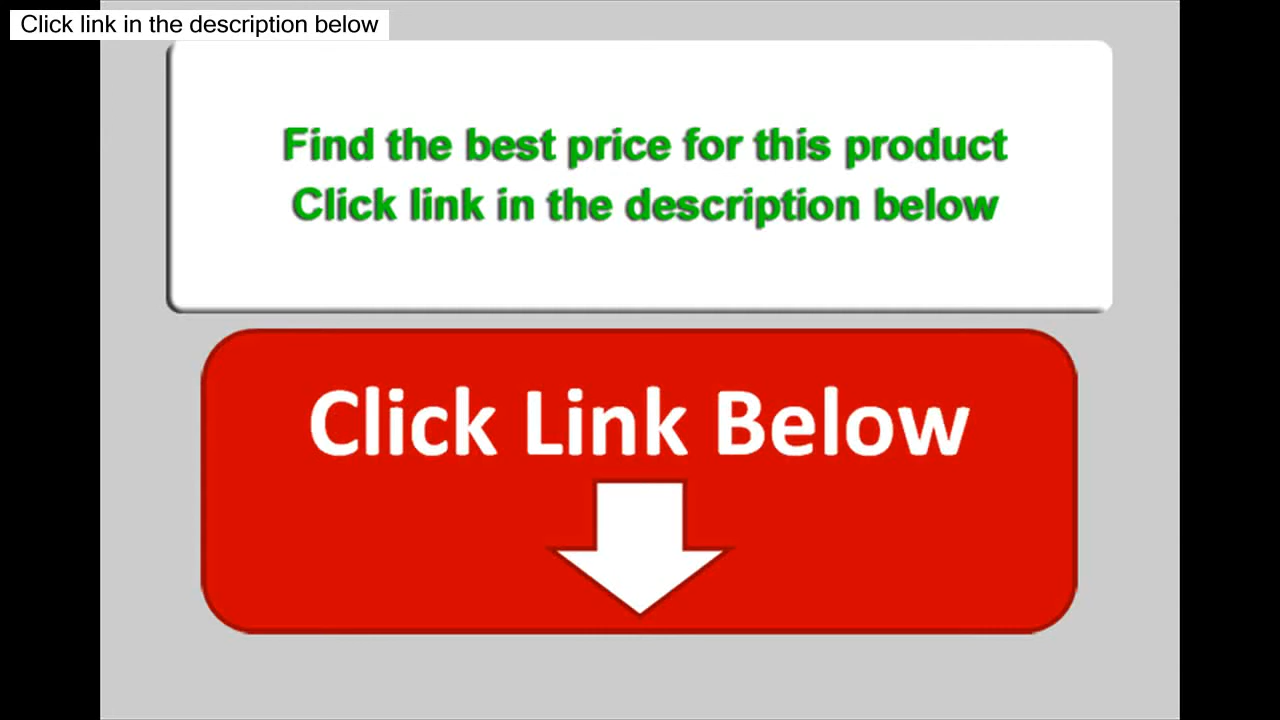 Click link in the description below
Find the best price for this product
Click link in the description below
Click Link Below